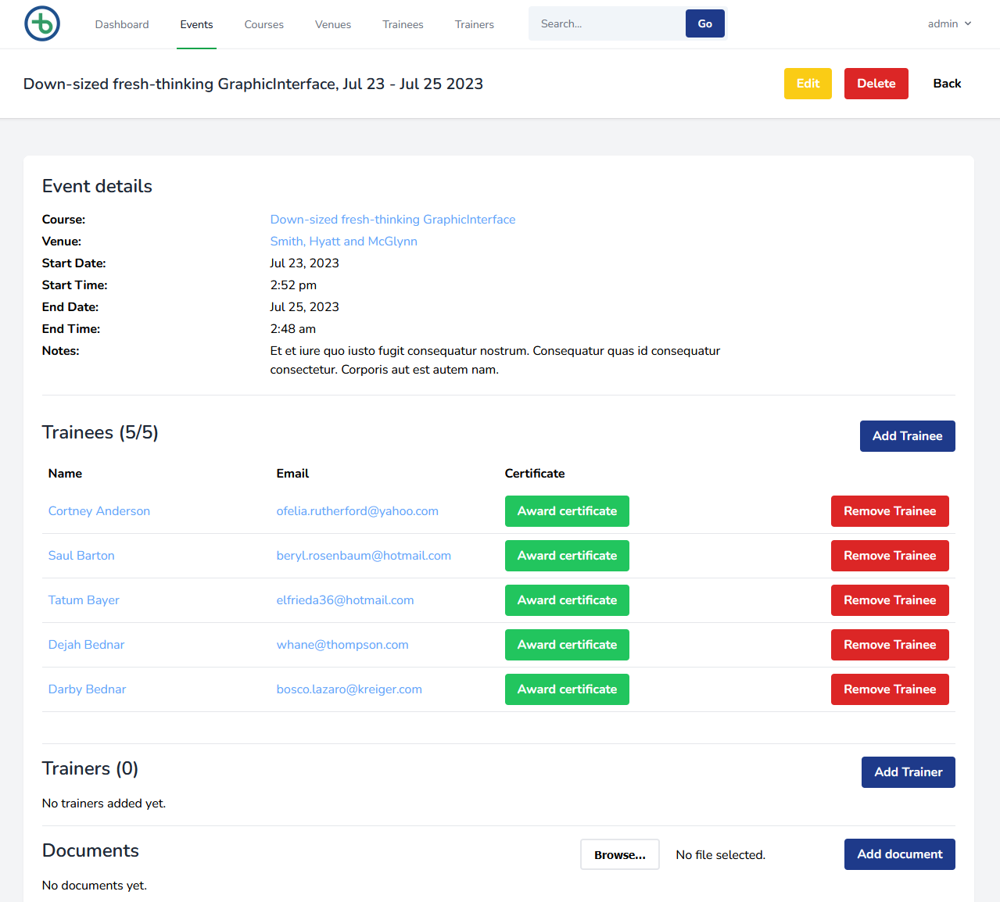 Dashboard Events Courses Venues Trainees Trainers Search... Go admin
Down-sized fresh-thinking GraphicInterface, Jul 23 - Jul 25 2023 Edit Delete Back
Event details
Course: Down-sized fresh-thinking GraphicInterface
Venue: Smith, Hyatt and McGlynn
Start Date: Jul 23, 2023
Start Time: 2:52 pm
End Date: Jul 25, 2023
End Time: 2:48 am
Notes: Et et iure quo iusto fugit consequatur nostrum. Consequatur quas id consequatur
consectetur. Corporis aut est autem nam.
Trainees (5/5) Add Trainee
Name Email Certificate
Cortney Anderson ofelia.rutherford@yahoo.com Award certificate Remove Trainee
Saul Barton beryl.rosenbaum@hotmail.com Award certificate Remove Trainee
Tatum Bayer elfrieda36@hotmail.com Award certificate Remove Trainee
Dejah Bednar whane@thompson.com Award certificate Remove Trainee
Darby Bednar bosco.lazaro@kreiger.com Award certificate Remove Trainee
Trainers (0) Add Trainer
No trainers added yet.
Documents Browse... No file selected. Add document
No documents yet.